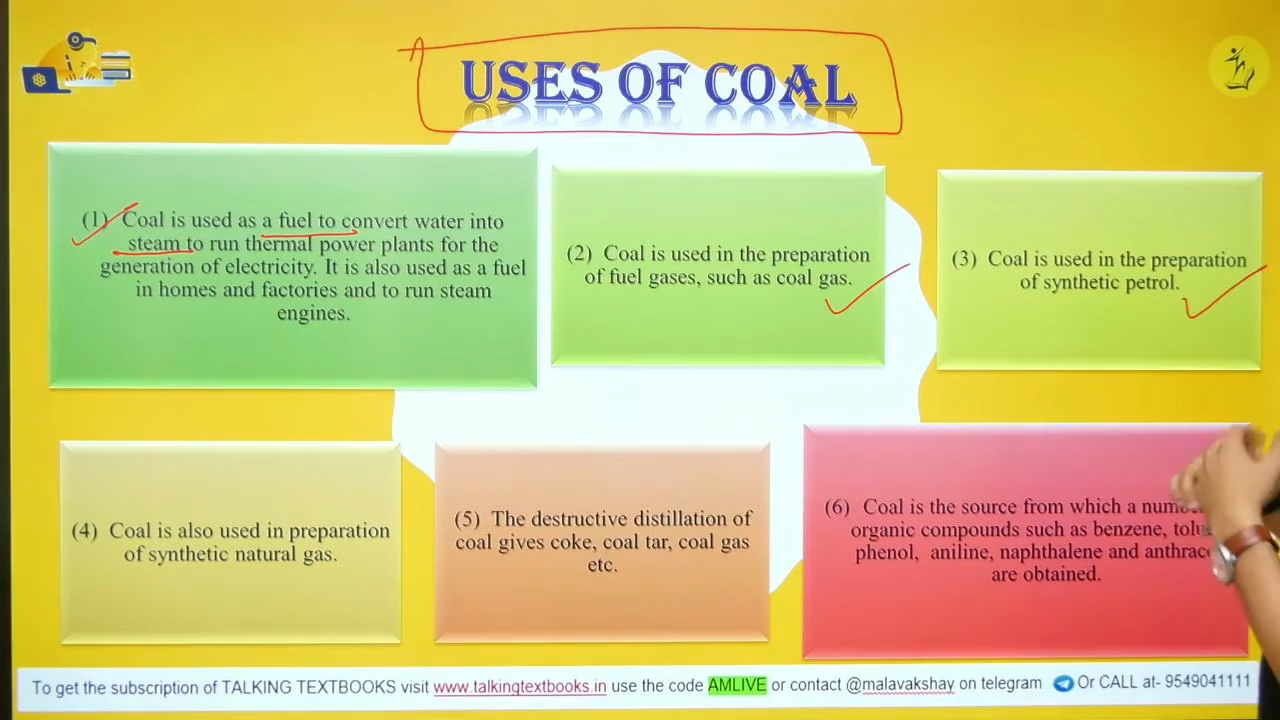 USES OF COAL
(1) Coal is used as a fuel to convert water into
steam to run thermal power plants for the
generation of electricity. It is also used as a fuel
in homes and factories and to run steam
engines.
(2) Coal is used in the preparation
of fuel gases, such as coal gas.
(3) Coal is used in the preparation
of synthetic petrol.
(4) Coal is also used in preparation
of synthetic natural gas.
(5) The destructive distillation of
coal gives coke, coal tar, coal gas
etc.
(6) Coal is the source from which a
organic compounds such as benzene,
phenol, aniline, naphthalene and
are obtained.
To get the subscription of TALKING TEXTBOOKS visit www.talkingtextbooks.in use the code AMLIVE or contact @malavakshay on telegram Or CALL at- 9549041111